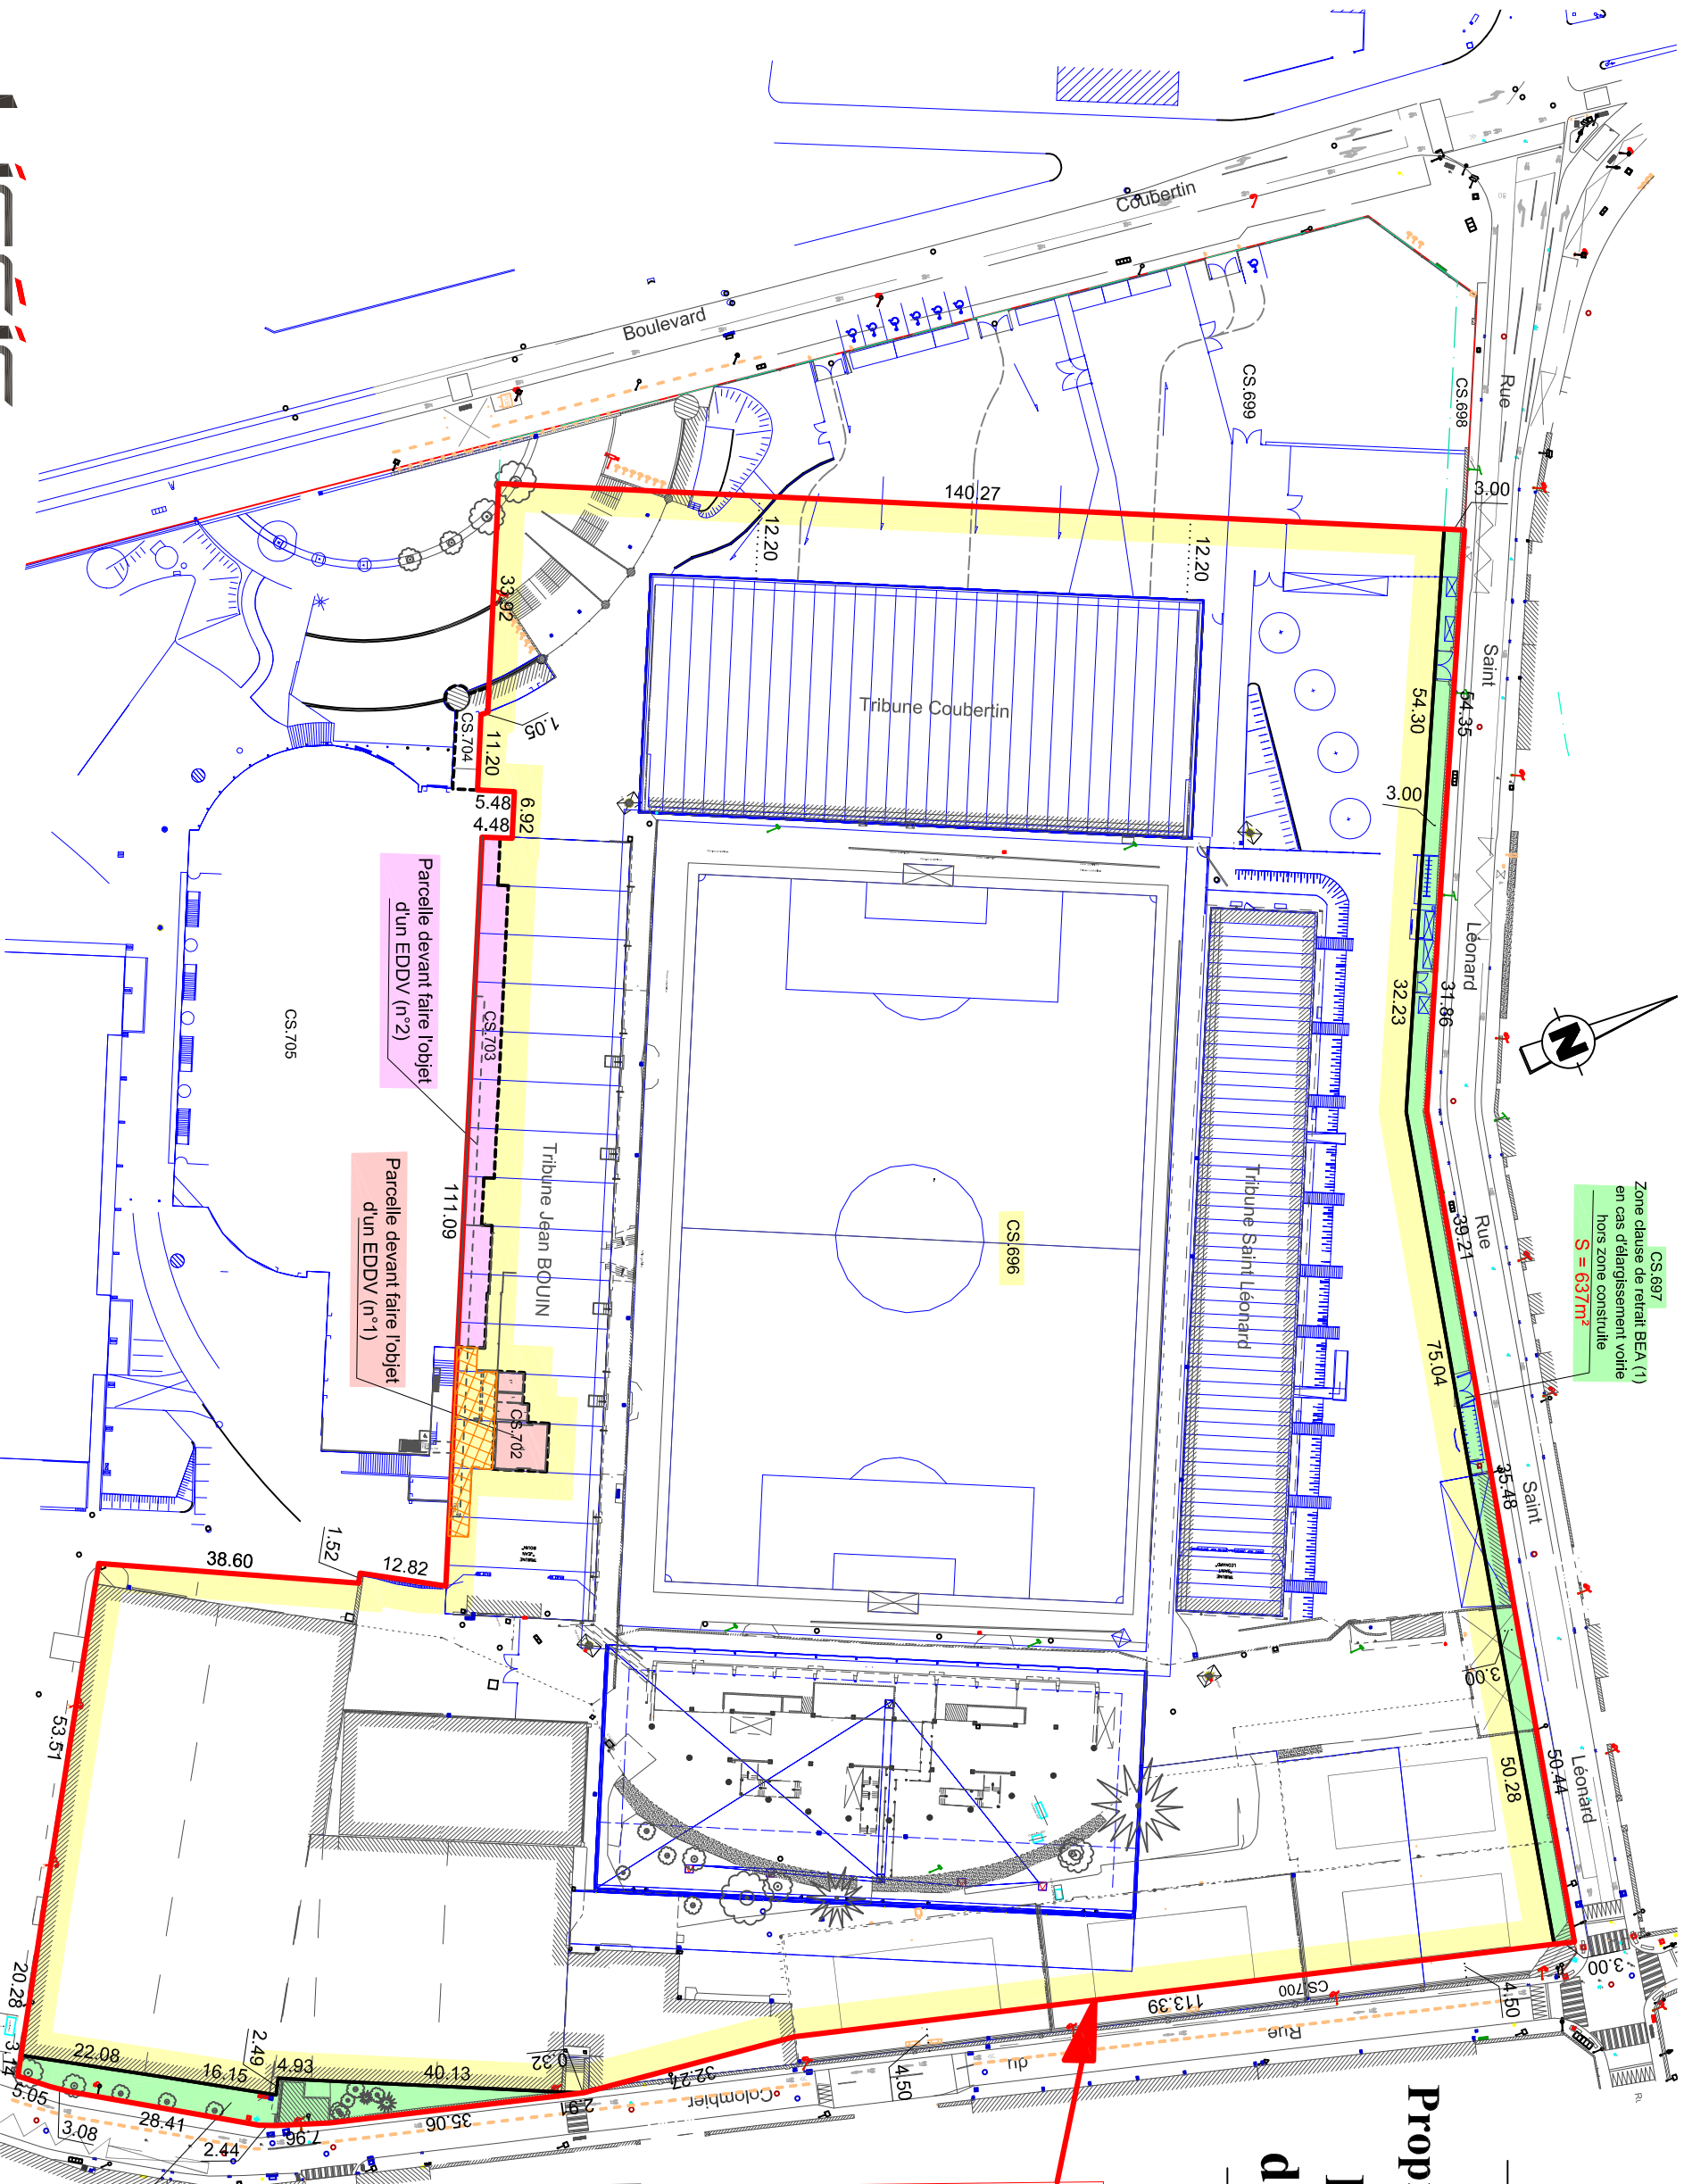 Coubertin
Boulevard
Rue
CS.698
CS.699
3.00
140.27
12.20
12.20
33.92
1.05
11.20
CS.704
5.48
4.48
6.92
Tribune Coubertin
Saint
54.35
54.30
3.00
Léonard
31.86
32.23
N
Parcelle devant faire l'objet
d'un EDDV (n°2)
CS.703
CS.705
Tribune Jean BOUIN
111.09
Parcelle devant faire l'objet
d'un EDDV (n°1)
CS.702
CS.696
Tribune Saint Léonard
CS.697
Zone clause de retrait BEA (1)
en cas d'élargissement voirie
hors zone construite
S = 637m²
Rue
39.21
75.04
35.48
Saint
3.00
50.44
50.28
Léonard
1.52
12.82
38.60
53.51
20.28
3.14
5.05
22.08
16.15
2.49
4.93
40.13
0.32
28.41
3.08
2.44
7.96
35.06
2.91
32.27
Colombier
4.50
du
Rue
113.39
CS.700
4.50
3.00
Prop
d